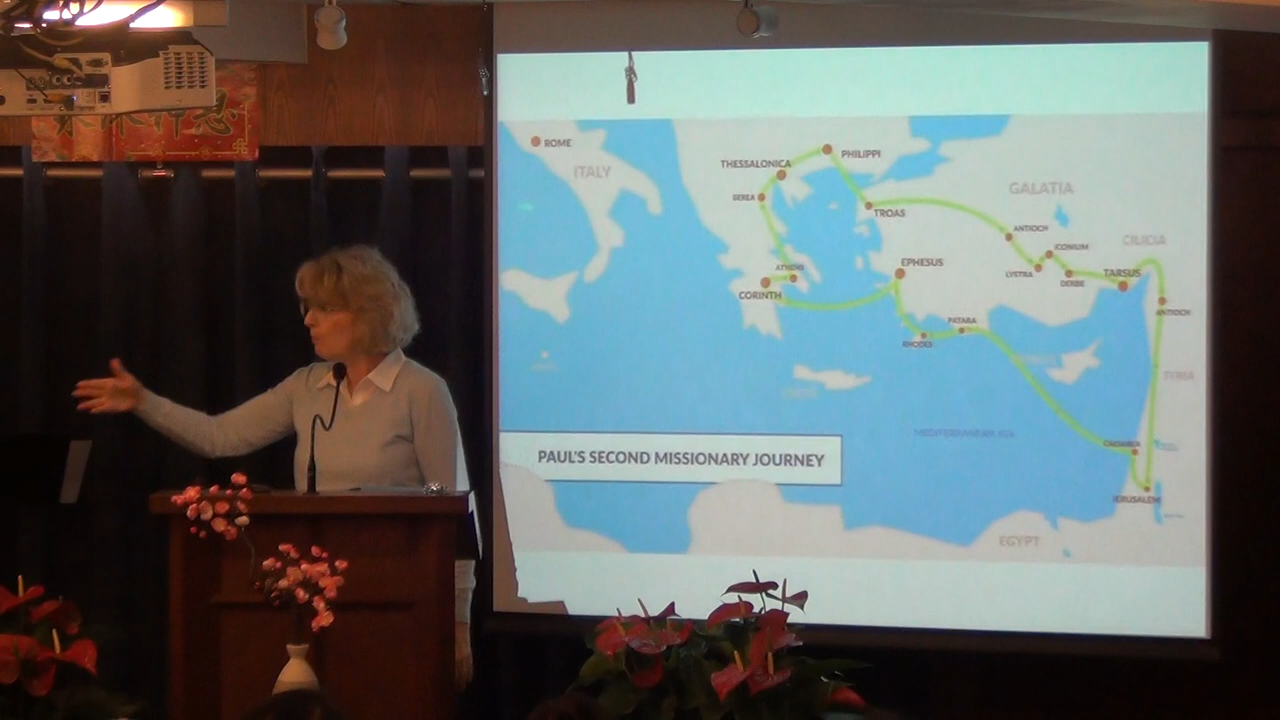 ROME
ITALY
THESSALONICA
PHILIPPI
BEREA
TROAS
GALATIA
ANTIOCH
ICONIUM
CILICIA
LYSTRA
DERBE
TARSUS
ATHENS
CORINTH
EPHESUS
ANTIOCH
RHODES
PATARA
SYRIA
MEDITERRANEAN SEA
CAESAREA
PAUL'S SECOND MISSIONARY JOURNEY
JERUSALEM
EGYPT